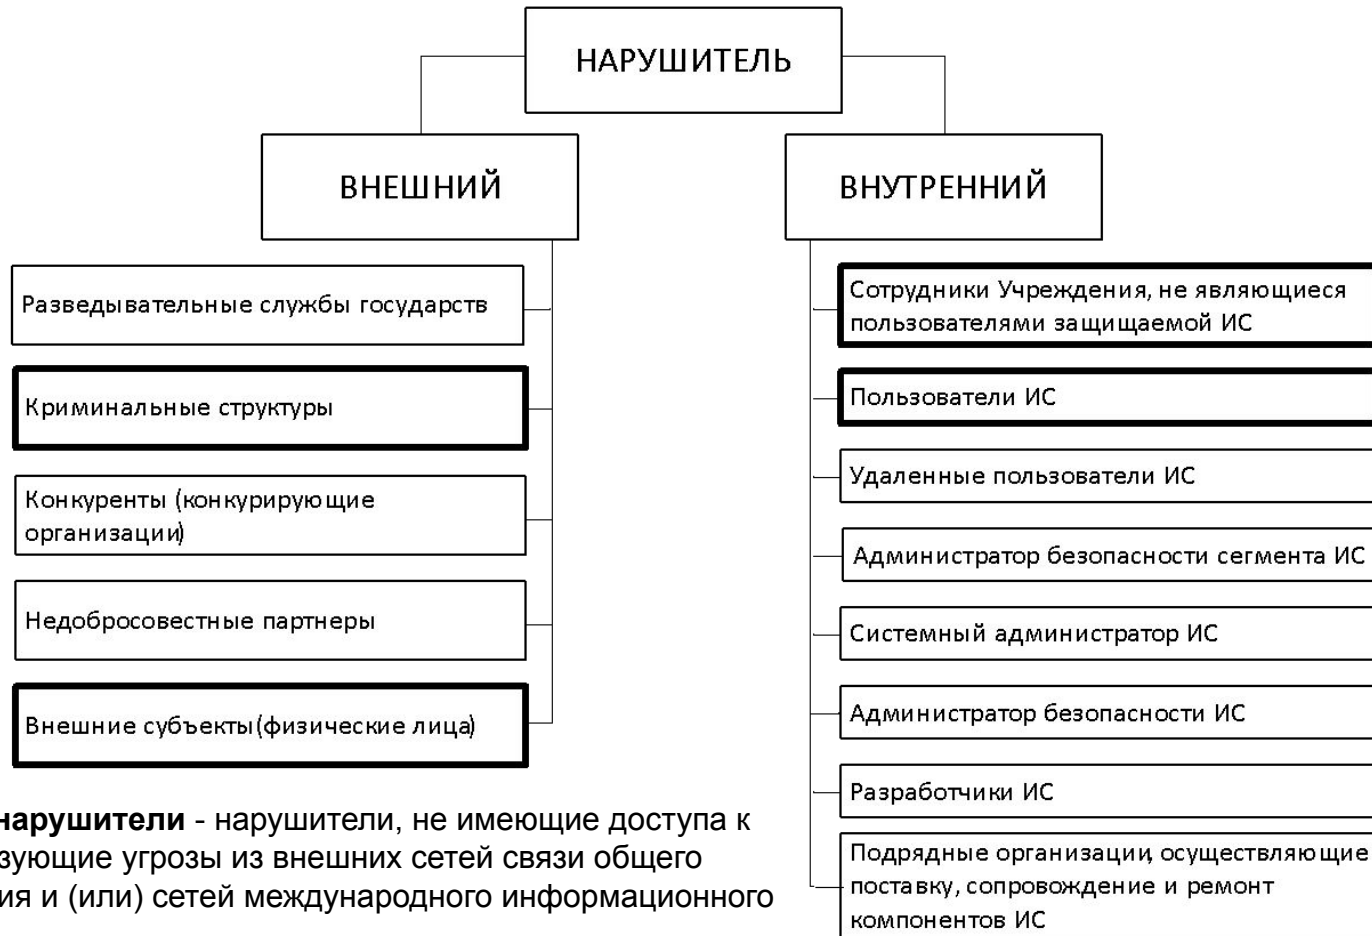 НАРУШИТЕЛЬ
ВНЕШНИЙ
Разведывательные службы государств
Криминальные структуры
Конкуренты (конкурирующие
организации)
Недобросовестные партнеры
Внешние субъекты(физические лица)
ВНУТРЕННИЙ
Сотрудники Учреждения, не являющиеся
пользователями защищаемой ИС
Пользователи ИС
Удаленные пользователи ИС
Администратор безопасности сегмента ИС
Системный администратор ИС
Администратор безопасности ИС
Разработчики ИС
Подрядные организации, осуществляющие
поставку, сопровождение и ремонт
компонентов ИС
нарушители - нарушители, не имеющие доступа к
угрозы из внешних сетей связи общего
и (или) сетей международного информационного